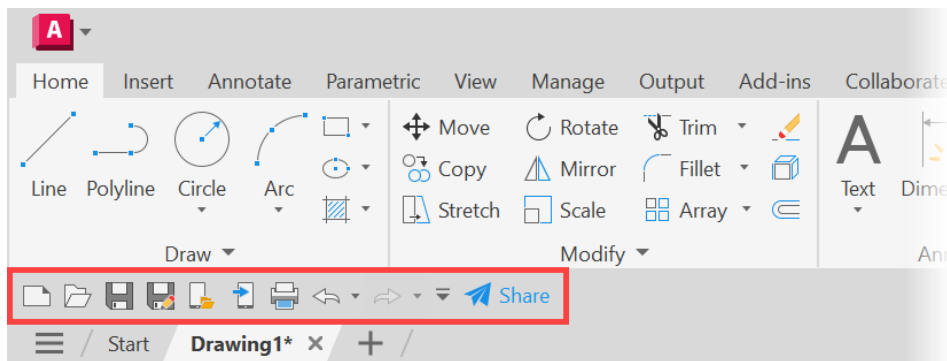 A
Home Insert Annotate Parametric View Manage Output Add-ins Collaborate
Move Rotate Trim
Copy Mirror Fillet
Line Polyline Circle Arc Text
Stretch Scale Array
Draw Modify
Share
Start Drawing1*